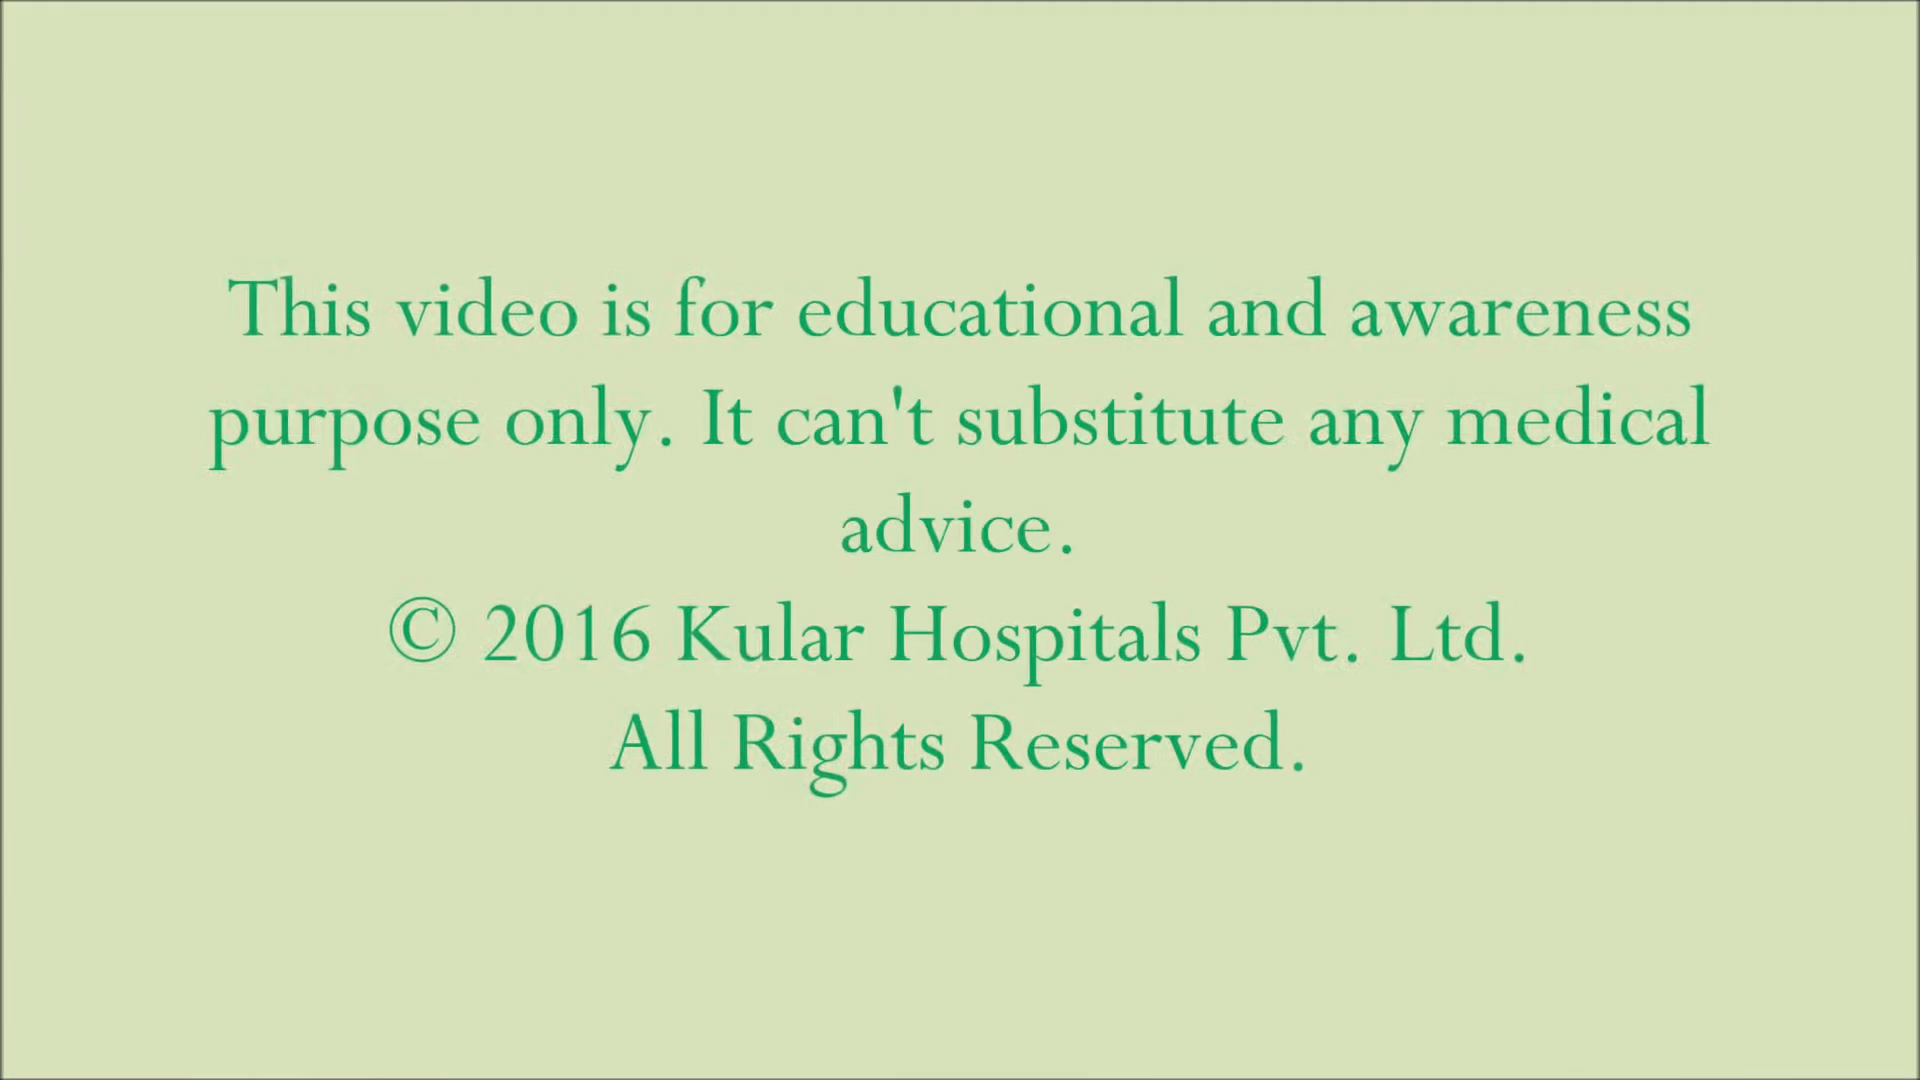 This video is for educational and awareness
purpose only. It can't substitute any medical
advice.
© 2016 Kular Hospitals Pvt. Ltd.
All Rights Reserved.